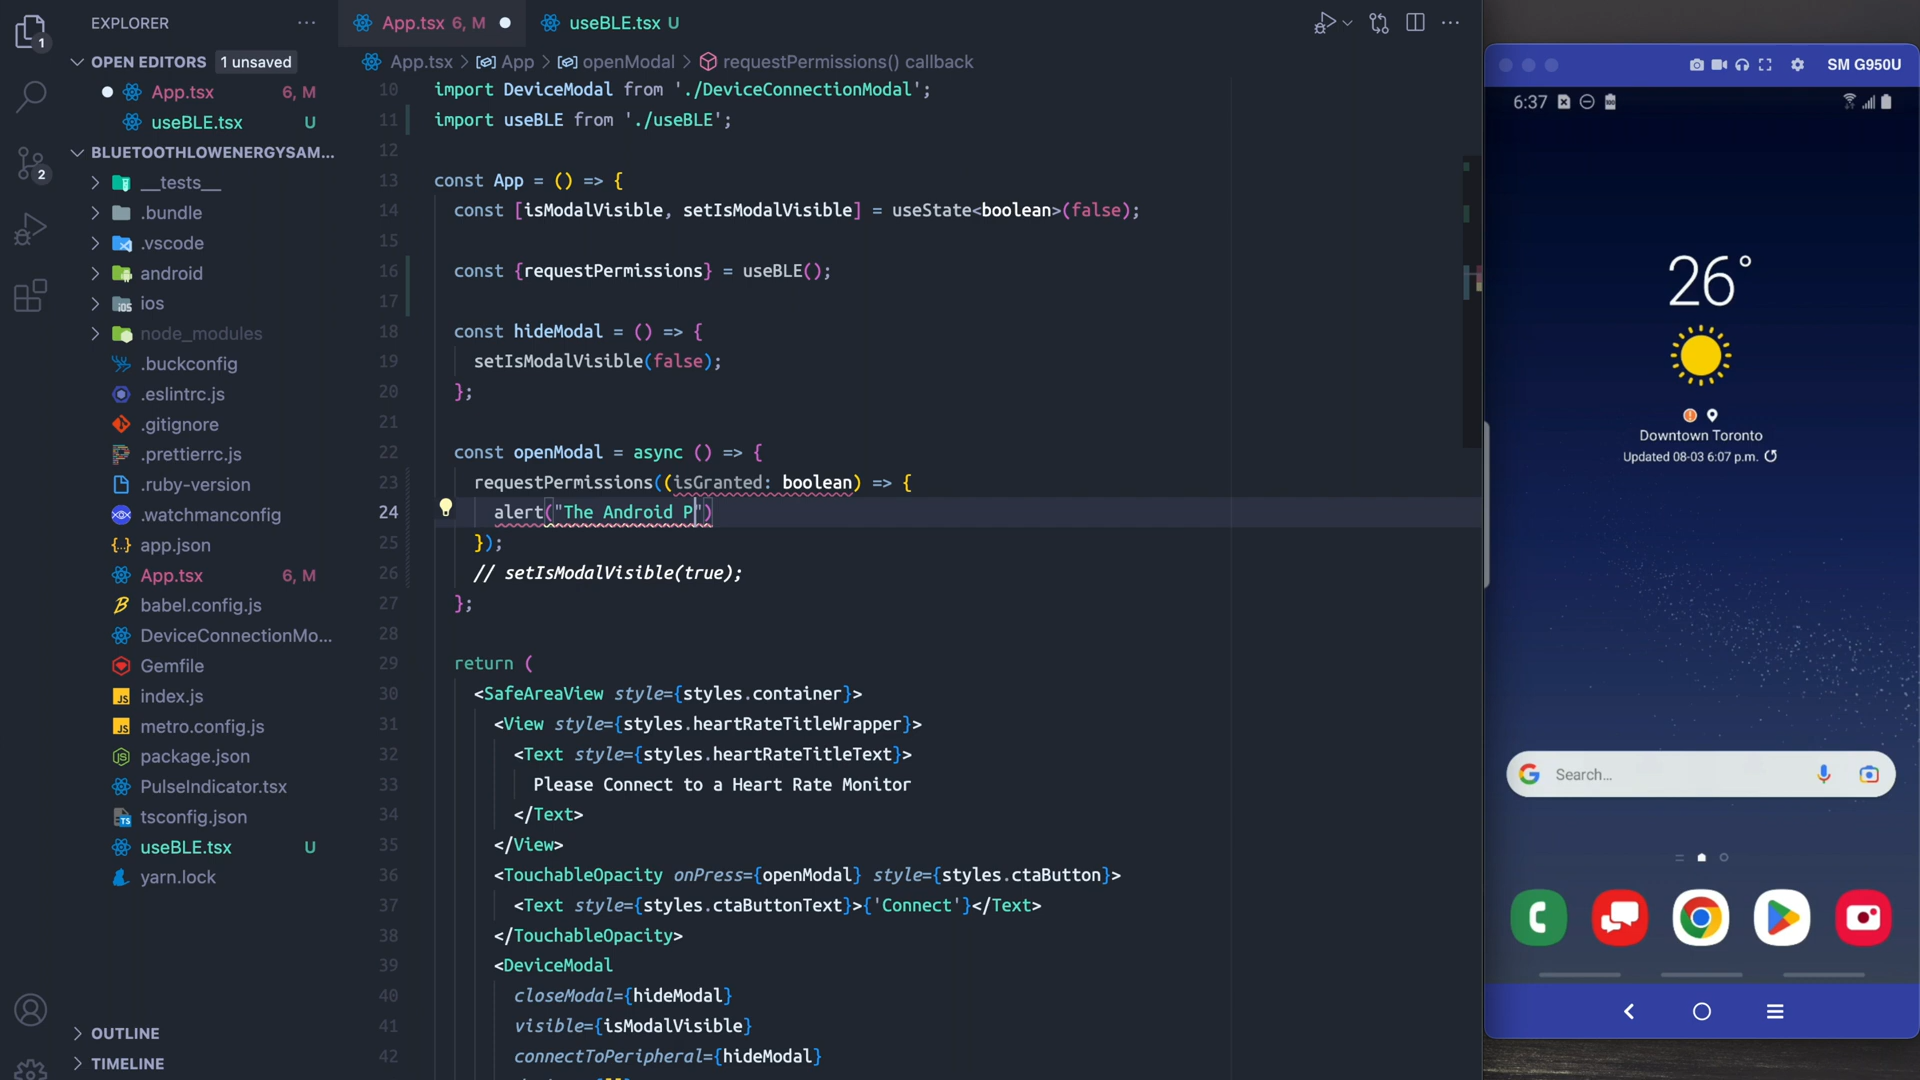 EXPLORER
OPEN EDITORS 1 unsaved
App.tsx 6, M
useBLE.tsx U
BLUETOOTHLOWENERGYSAM...
__tests__
.bundle
.vscode
android
ios
node_modules
.buckconfig
.eslintrc.js
.gitignore
.prettierrc.js
.ruby-version
.watchmanconfig
app.json
App.tsx 6, M
babel.config.js
DeviceConnectionMo...
Gemfile
index.js
metro.config.js
package.json
PulseIndicator.tsx
tsconfig.json
useBLE.tsx U
yarn.lock
OUTLINE
TIMELINE
1
2
App.tsx 6, M
useBLE.tsx U
App.tsx > App > openModal > requestPermissions() callback
10 import DeviceModal from './DeviceConnectionModal';
11 import useBLE from './useBLE';
12
13 const App = () => {
14 const [isModalVisible, setIsModalVisible] = useState<boolean>(false);
15
16 const {requestPermissions} = useBLE();
17
18 const hideModal = () => {
19 setIsModalVisible(false);
20 };
21
22 const openModal = async () => {
23 requestPermissions((isGranted: boolean) => {
24 alert("The Android P")
25 });
26 // setIsModalVisible(true);
27 };
28
29 return (
30 <SafeAreaView style={styles.container}>
31 <View style={styles.heartRateTitleWrapper}>
32 <Text style={styles.heartRateTitleText}>
33 Please Connect to a Heart Rate Monitor
34 </Text>
35 </View>
36 <TouchableOpacity onPress={openModal} style={styles.ctaButton}>
37 <Text style={styles.ctaButtonText}>{'Connect'}</Text>
38 </TouchableOpacity>
39 <DeviceModal
40 closeModal={hideModal}
41 visible={isModalVisible}
42 connectToPeripheral={hideModal}
SM G950U
6:37
26°
Downtown Toronto
Updated 08-03 6:07 p.m.
Search...